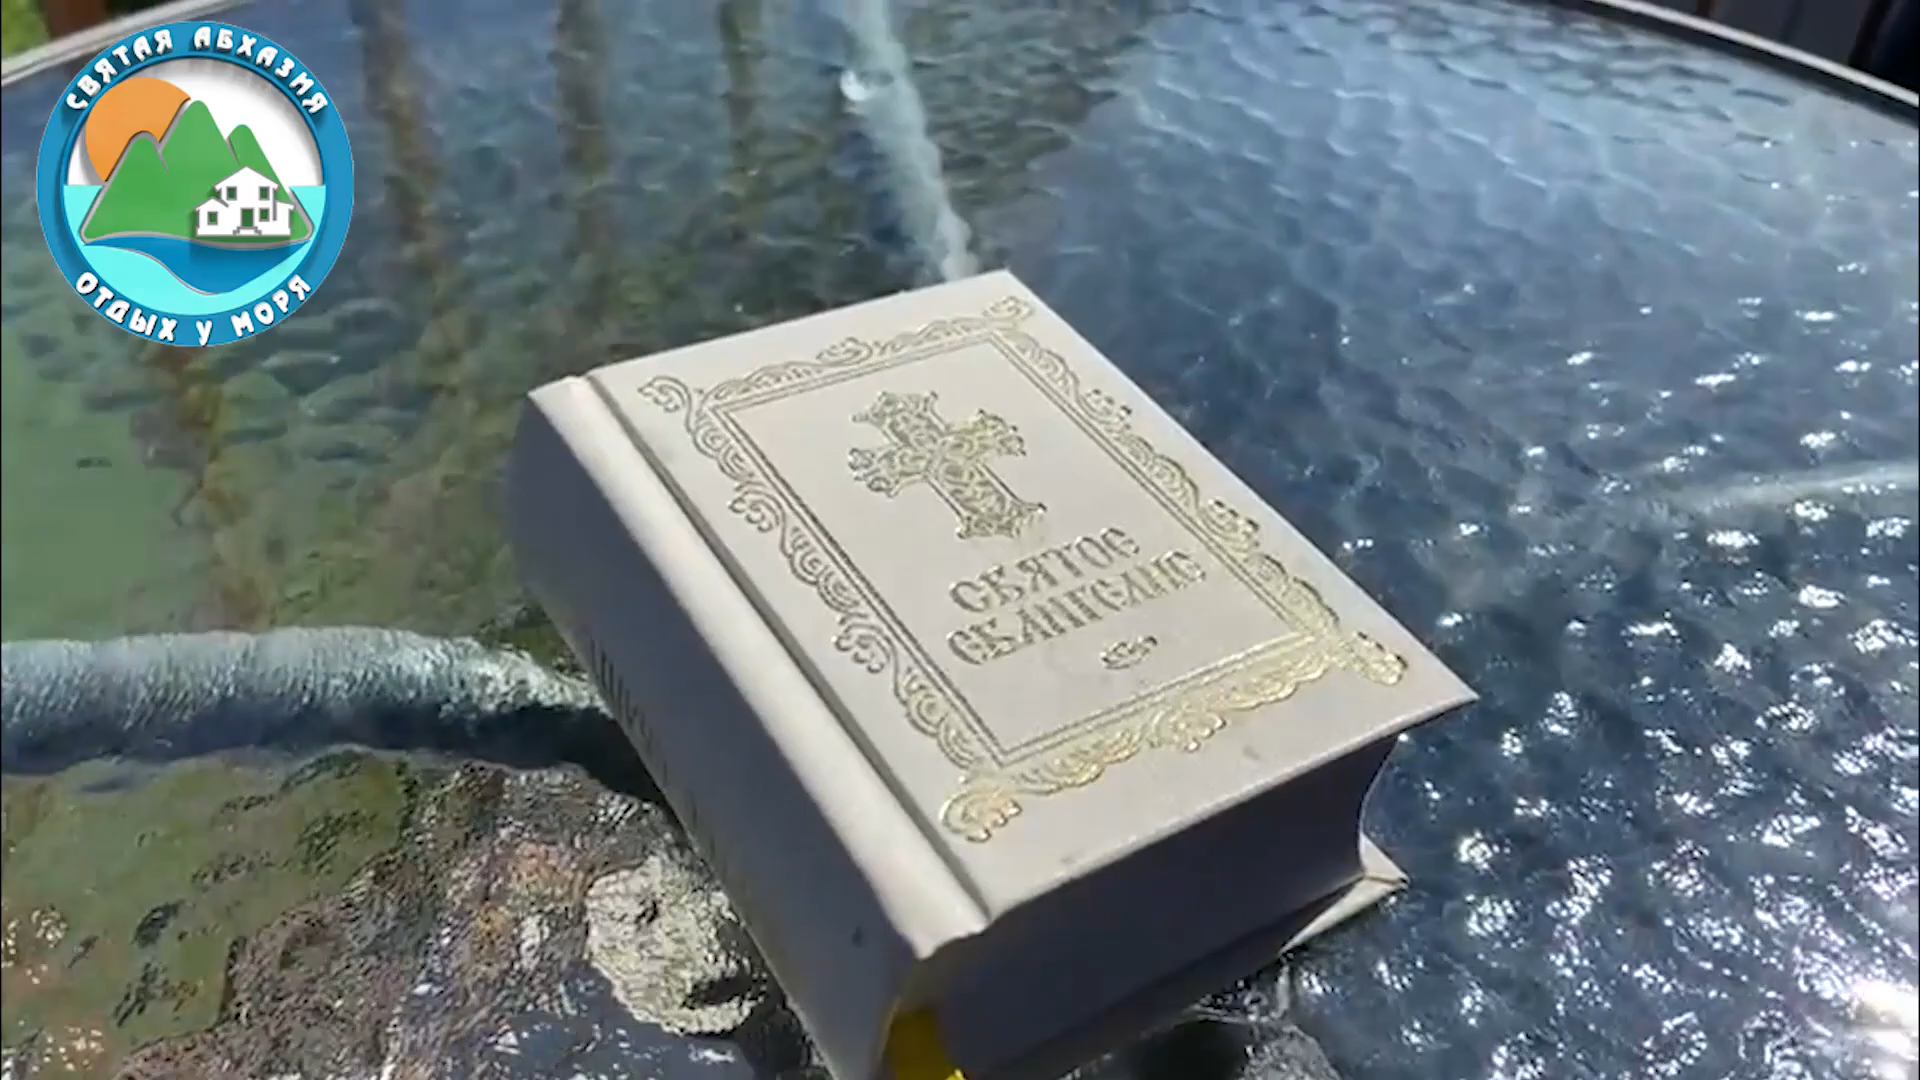 СВЯТАЯ АБХАЗИЯ
ОТДЫХ У МОРЯ
СВЯТОЕ
ЕВАНГЕЛИЕ